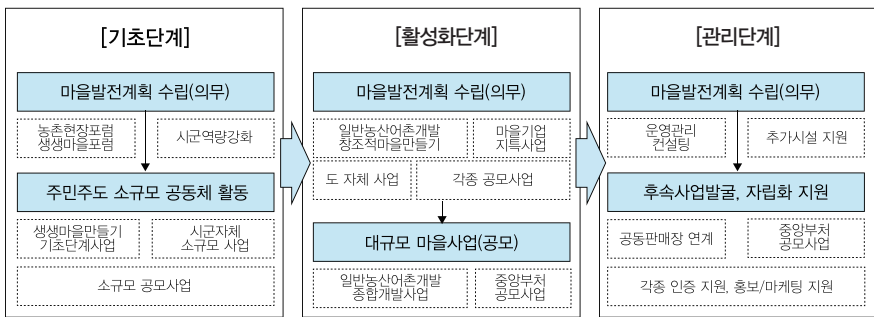 [기초단계]
마을발전계획 수립(의무)
농촌현장포럼
생생마을포럼
시군역량강화
주민주도 소규모 공동체 활동
생생마을만들기
기초단계사업
시군자체
소규모 사업
소규모 공모사업
[활성화단계]
마을발전계획 수립(의무)
일반농산어촌개발
창조적마을만들기
마을기업
지특사업
도 자체 사업
각종 공모사업
대규모 마을사업(공모)
일반농산어촌개발
종합개발사업
중앙부처
공모사업
[관리단계]
마을발전계획 수립(의무)
운영관리
컨설팅
추가시설 지원
후속사업발굴, 자립화 지원
공동판매장 연계
중앙부처
공모사업
각종 인증 지원, 홍보/마케팅 지원